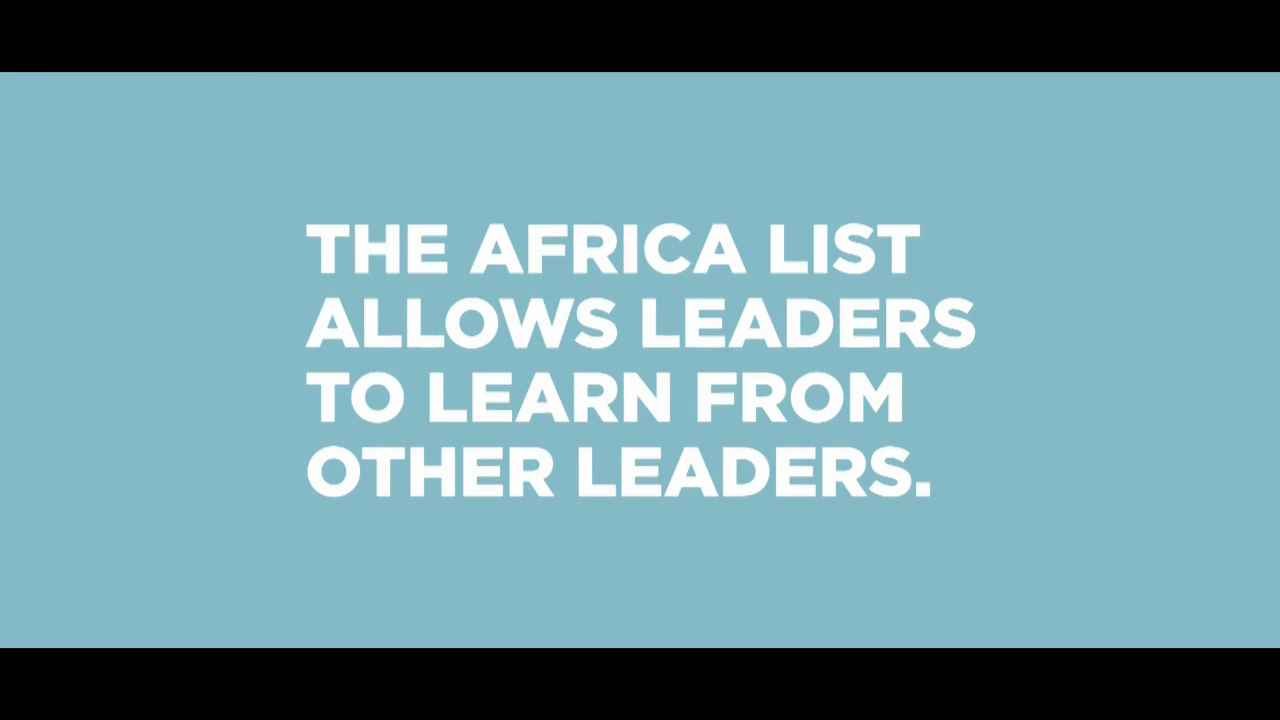 THE AFRICA LIST
ALLOWS LEADERS
TO LEARN FROM
OTHER LEADERS.